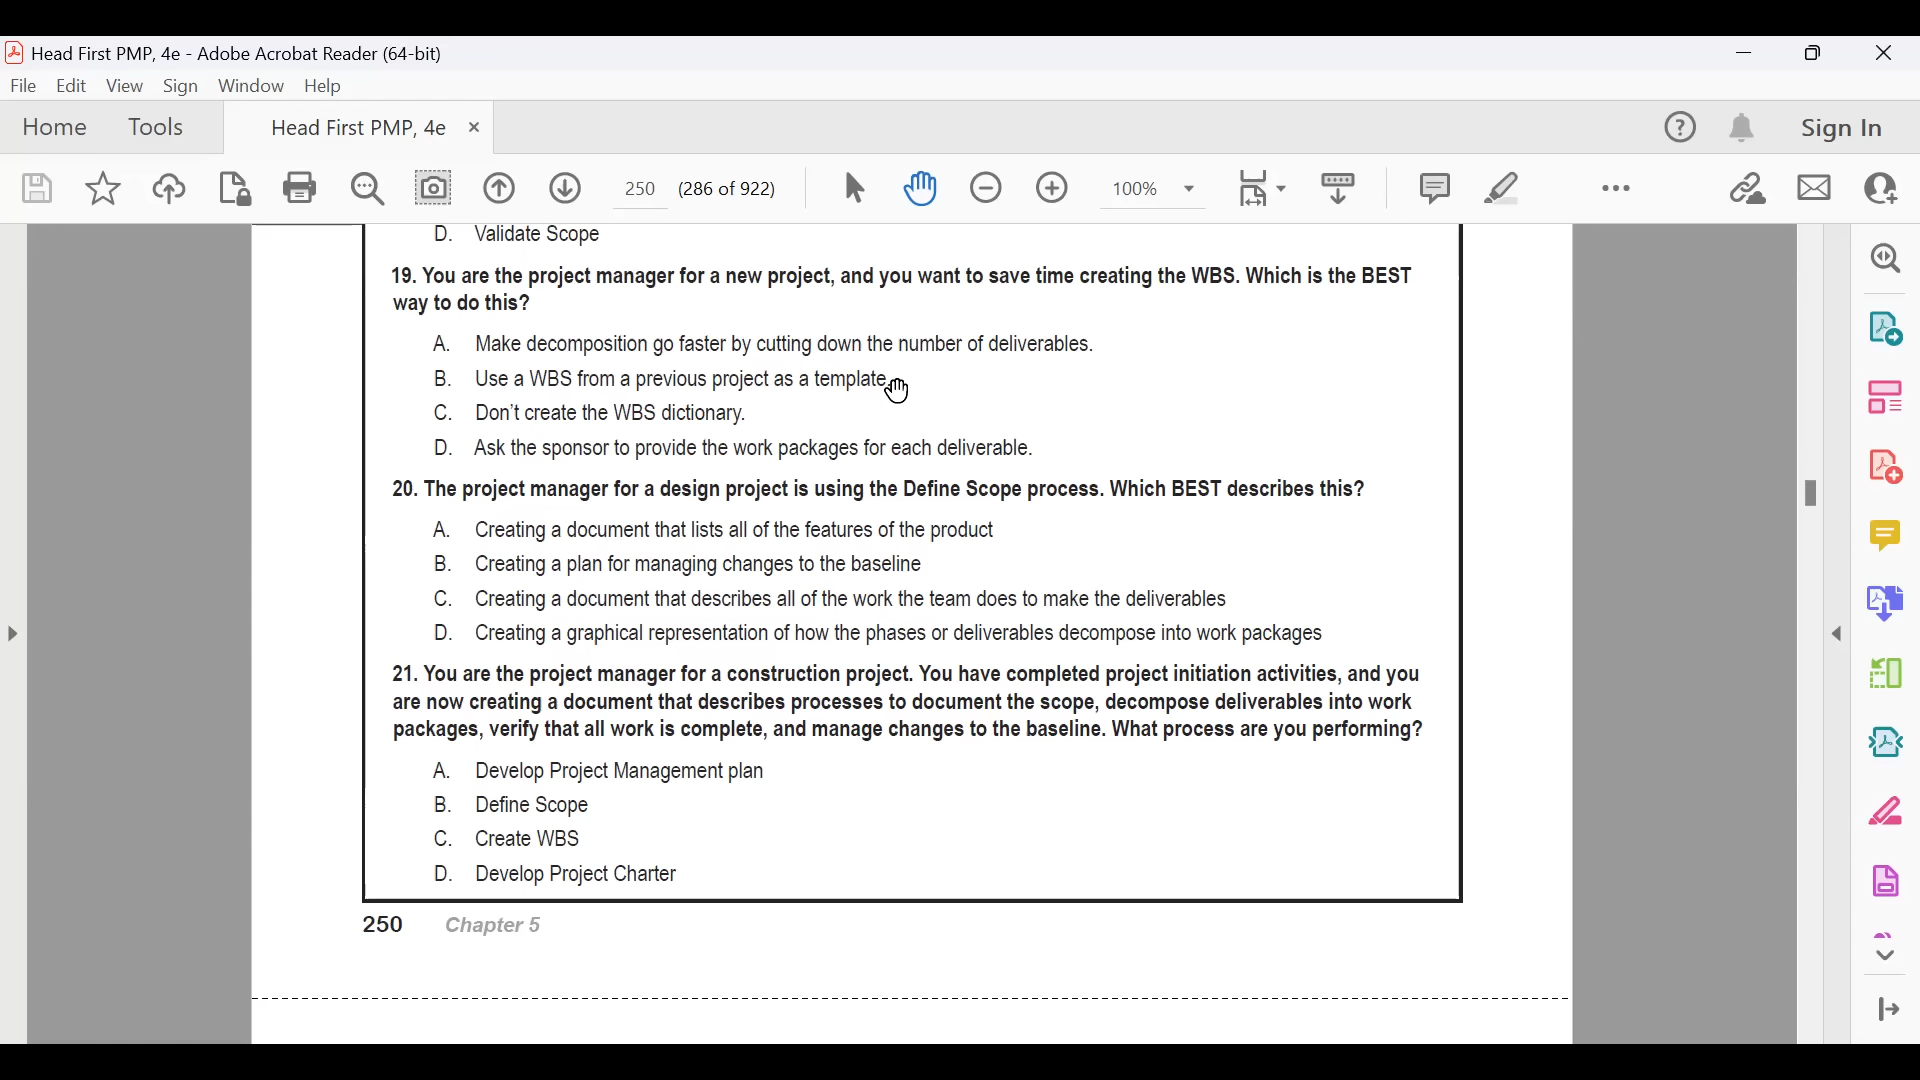 Head First PMP, 4e - Adobe Acrobat Reader (64-bit)
File Edit View Sign Window Help
Home Tools Head First PMP, 4e × Sign In
250 (286 of 922) 100%
D. Validate Scope
19. You are the project manager for a new project, and you want to save time creating the WBS. Which is the BEST
way to do this?
A. Make decomposition go faster by cutting down the number of deliverables.
B. Use a WBS from a previous project as a template
C. Don't create the WBS dictionary.
D. Ask the sponsor to provide the work packages for each deliverable.
20. The project manager for a design project is using the Define Scope process. Which BEST describes this?
A. Creating a document that lists all of the features of the product
B. Creating a plan for managing changes to the baseline
C. Creating a document that describes all of the work the team does to make the deliverables
D. Creating a graphical representation of how the phases or deliverables decompose into work packages
21. You are the project manager for a construction project. You have completed project initiation activities, and you
are now creating a document that describes processes to document the scope, decompose deliverables into work
packages, verify that all work is complete, and manage changes to the baseline. What process are you performing?
A. Develop Project Management plan
B. Define Scope
C. Create WBS
D. Develop Project Charter
250 Chapter 5